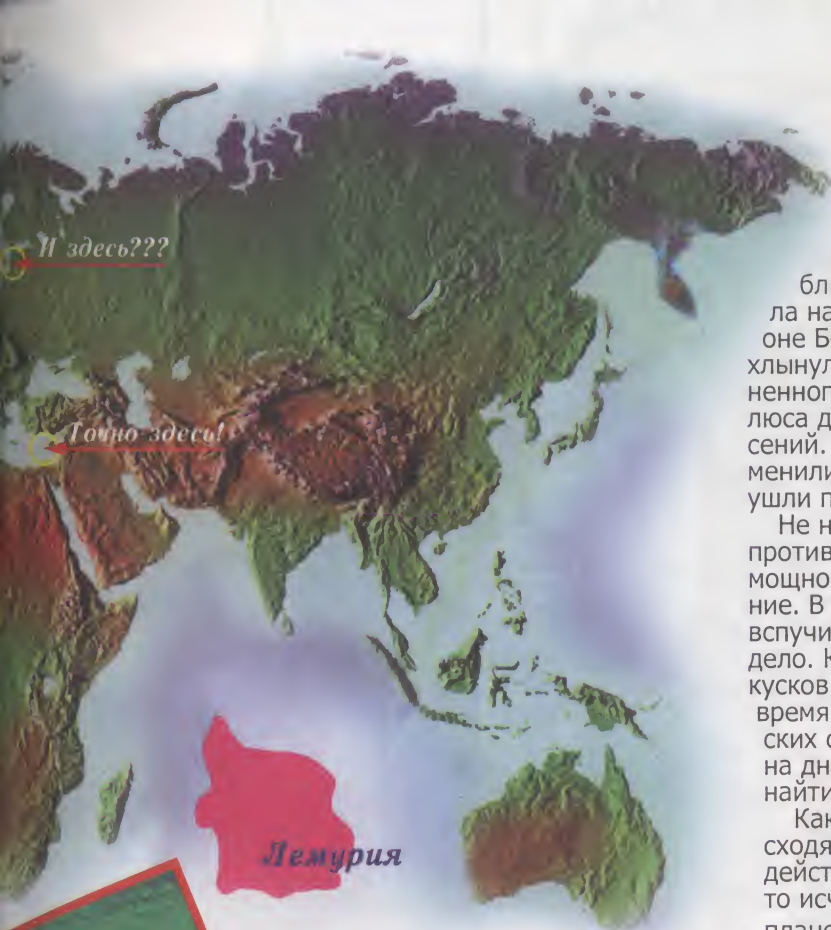 И здесь???
Точно здесь!
Лемурия
бл
ла на
оне Б
хлынул
ненног
люса д
сений.
менили
ушли п
Не н
против
мощно
ние. В
вспучи
дело. К
кусков
время
ских о
на дн
найти
Как
сходя
дейст
то исч
плане